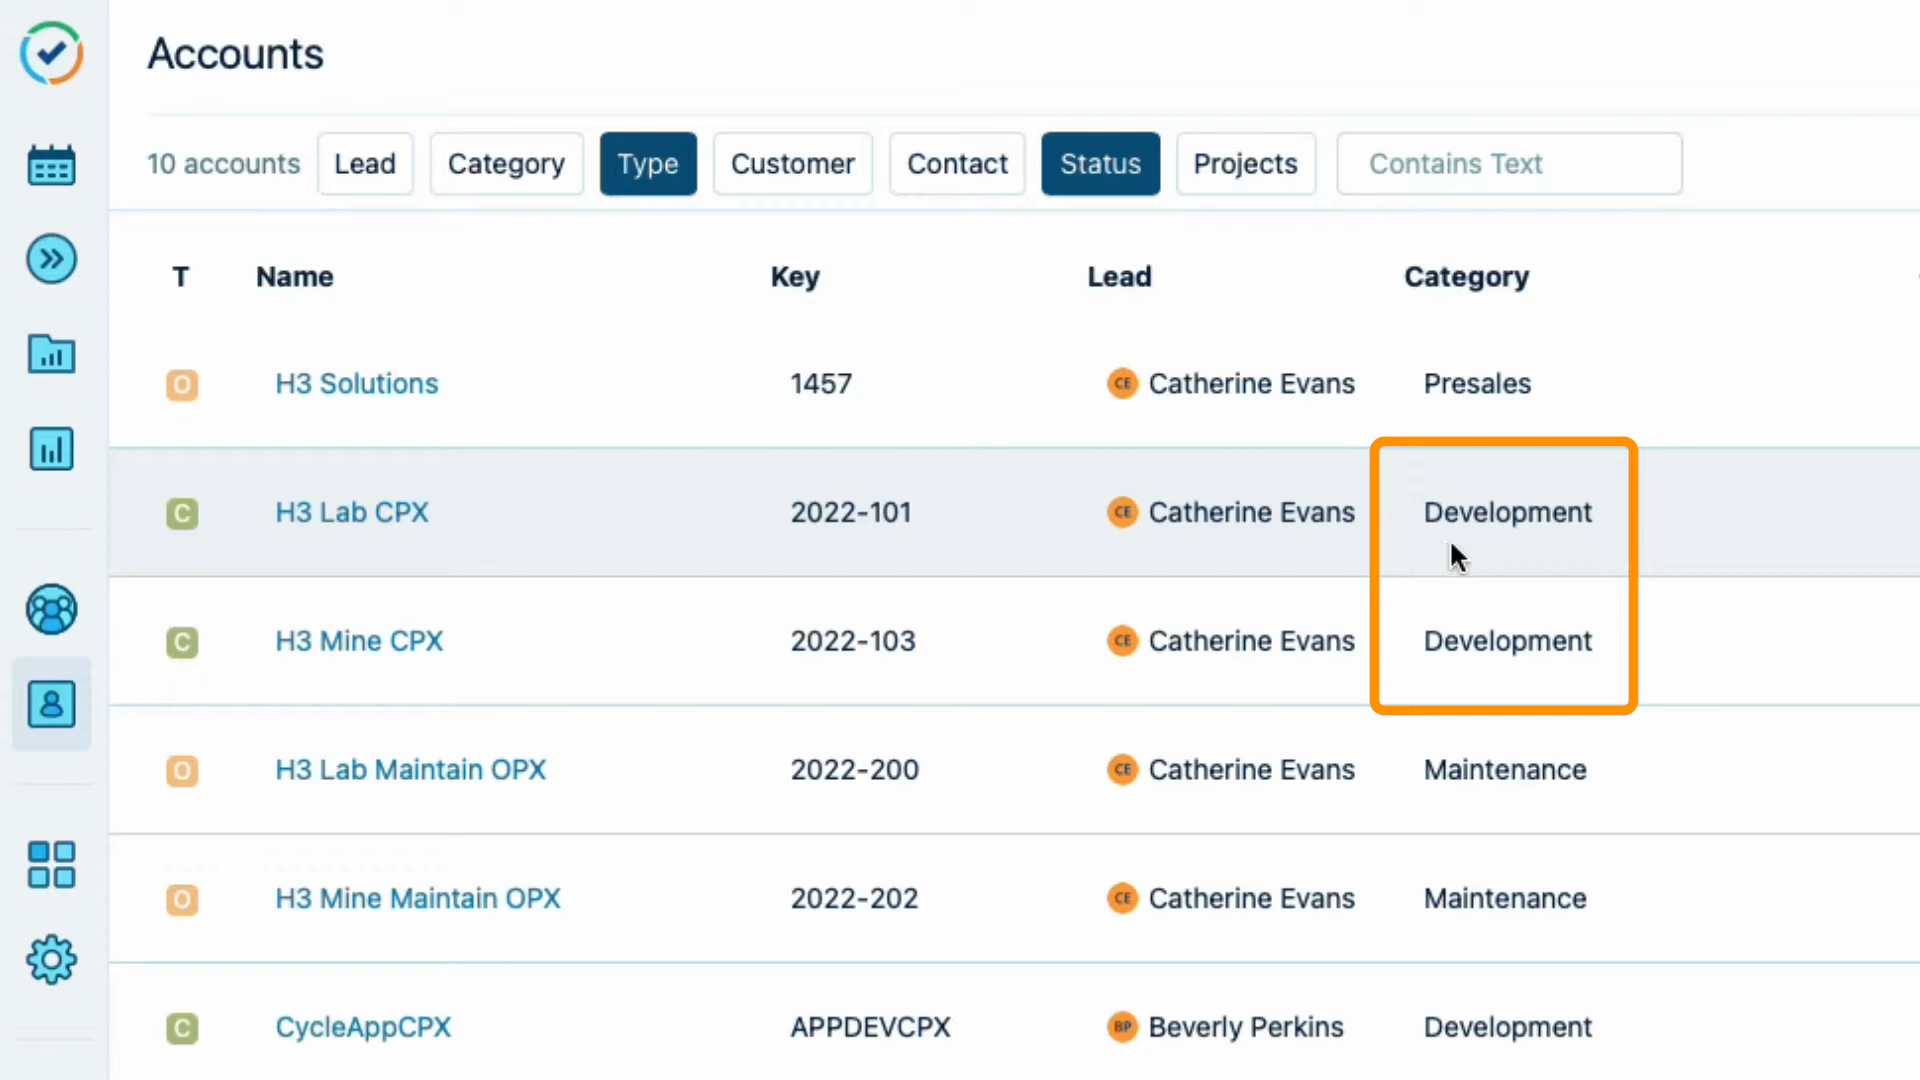 Accounts
10 accounts Lead Category Type Customer Contact Status Projects Contains Text
T Name Key Lead Category
O H3 Solutions 1457 CE Catherine Evans Presales
C H3 Lab CPX 2022-101 CE Catherine Evans Development
C H3 Mine CPX 2022-103 CE Catherine Evans Development
O H3 Lab Maintain OPX 2022-200 CE Catherine Evans Maintenance
O H3 Mine Maintain OPX 2022-202 CE Catherine Evans Maintenance
C CycleAppCPX APPDEVCPX BP Beverly Perkins Development